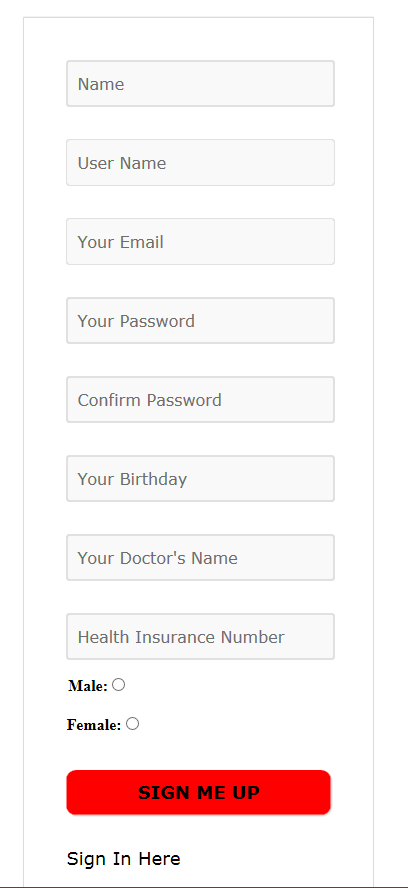 Name
User Name
Your Email
Your Password
Confirm Password
Your Birthday
Your Doctor's Name
Health Insurance Number
Male:
Female:
SIGN ME UP
Sign In Here